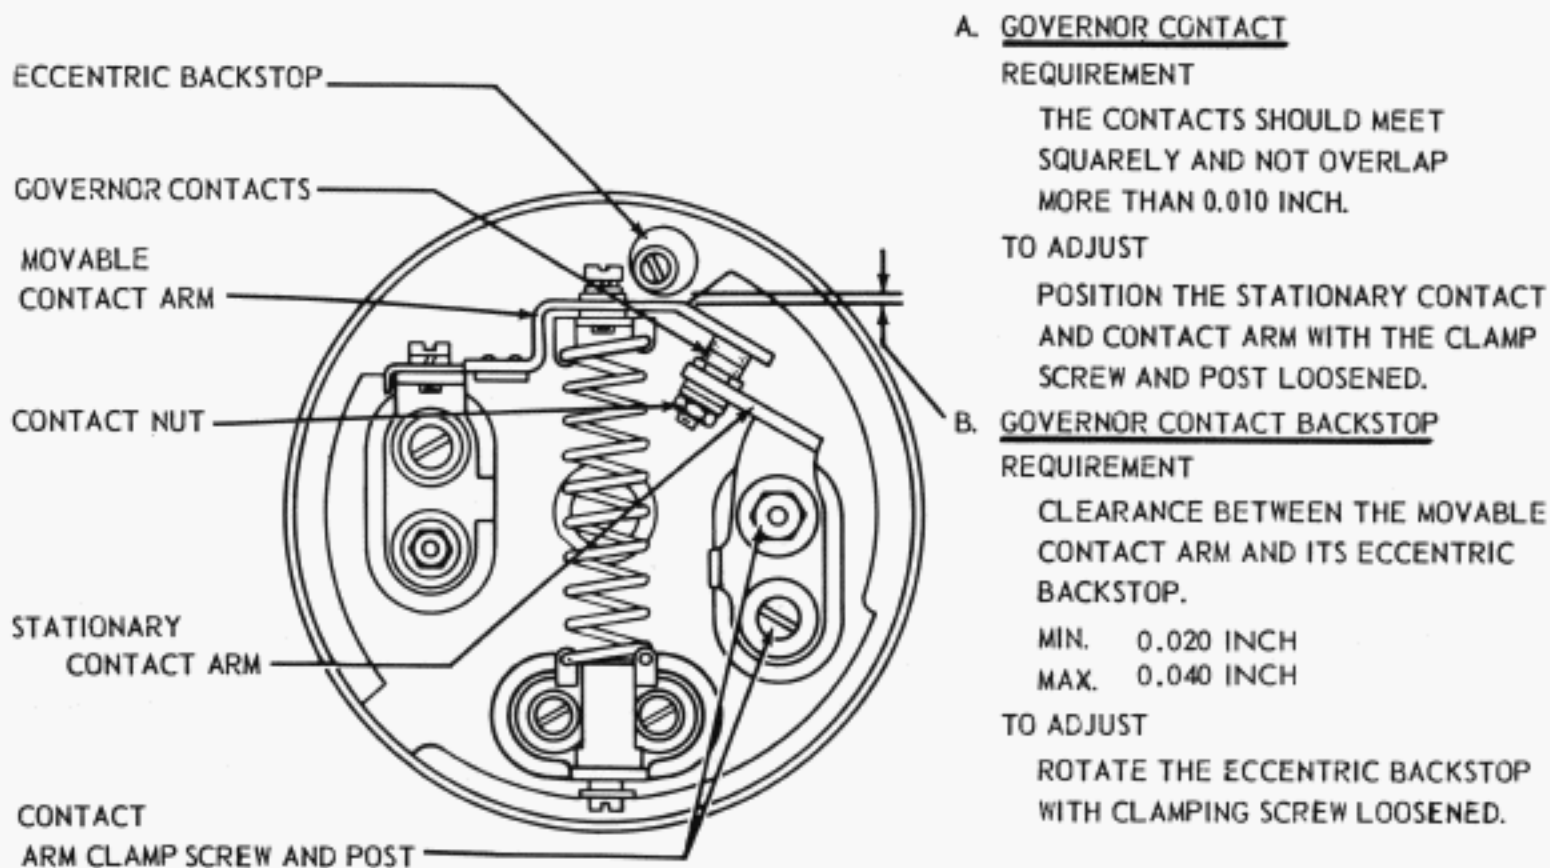 ECCENTRIC BACKSTOP
GOVERNOR CONTACTS
MOVABLE
CONTACT ARM
CONTACT NUT
STATIONARY
CONTACT ARM
CONTACT
ARM CLAMP SCREW AND POST
A. GOVERNOR CONTACT
REQUIREMENT
THE CONTACTS SHOULD MEET
SQUARELY AND NOT OVERLAP
MORE THAN 0.010 INCH.
TO ADJUST
POSITION THE STATIONARY CONTACT
AND CONTACT ARM WITH THE CLAMP
SCREW AND POST LOOSENED.
B. GOVERNOR CONTACT BACKSTOP
REQUIREMENT
CLEARANCE BETWEEN THE MOVABLE
CONTACT ARM AND ITS ECCENTRIC
BACKSTOP.
MIN. 0.020 INCH
MAX. 0.040 INCH
TO ADJUST
ROTATE THE ECCENTRIC BACKSTOP
WITH CLAMPING SCREW LOOSENED.